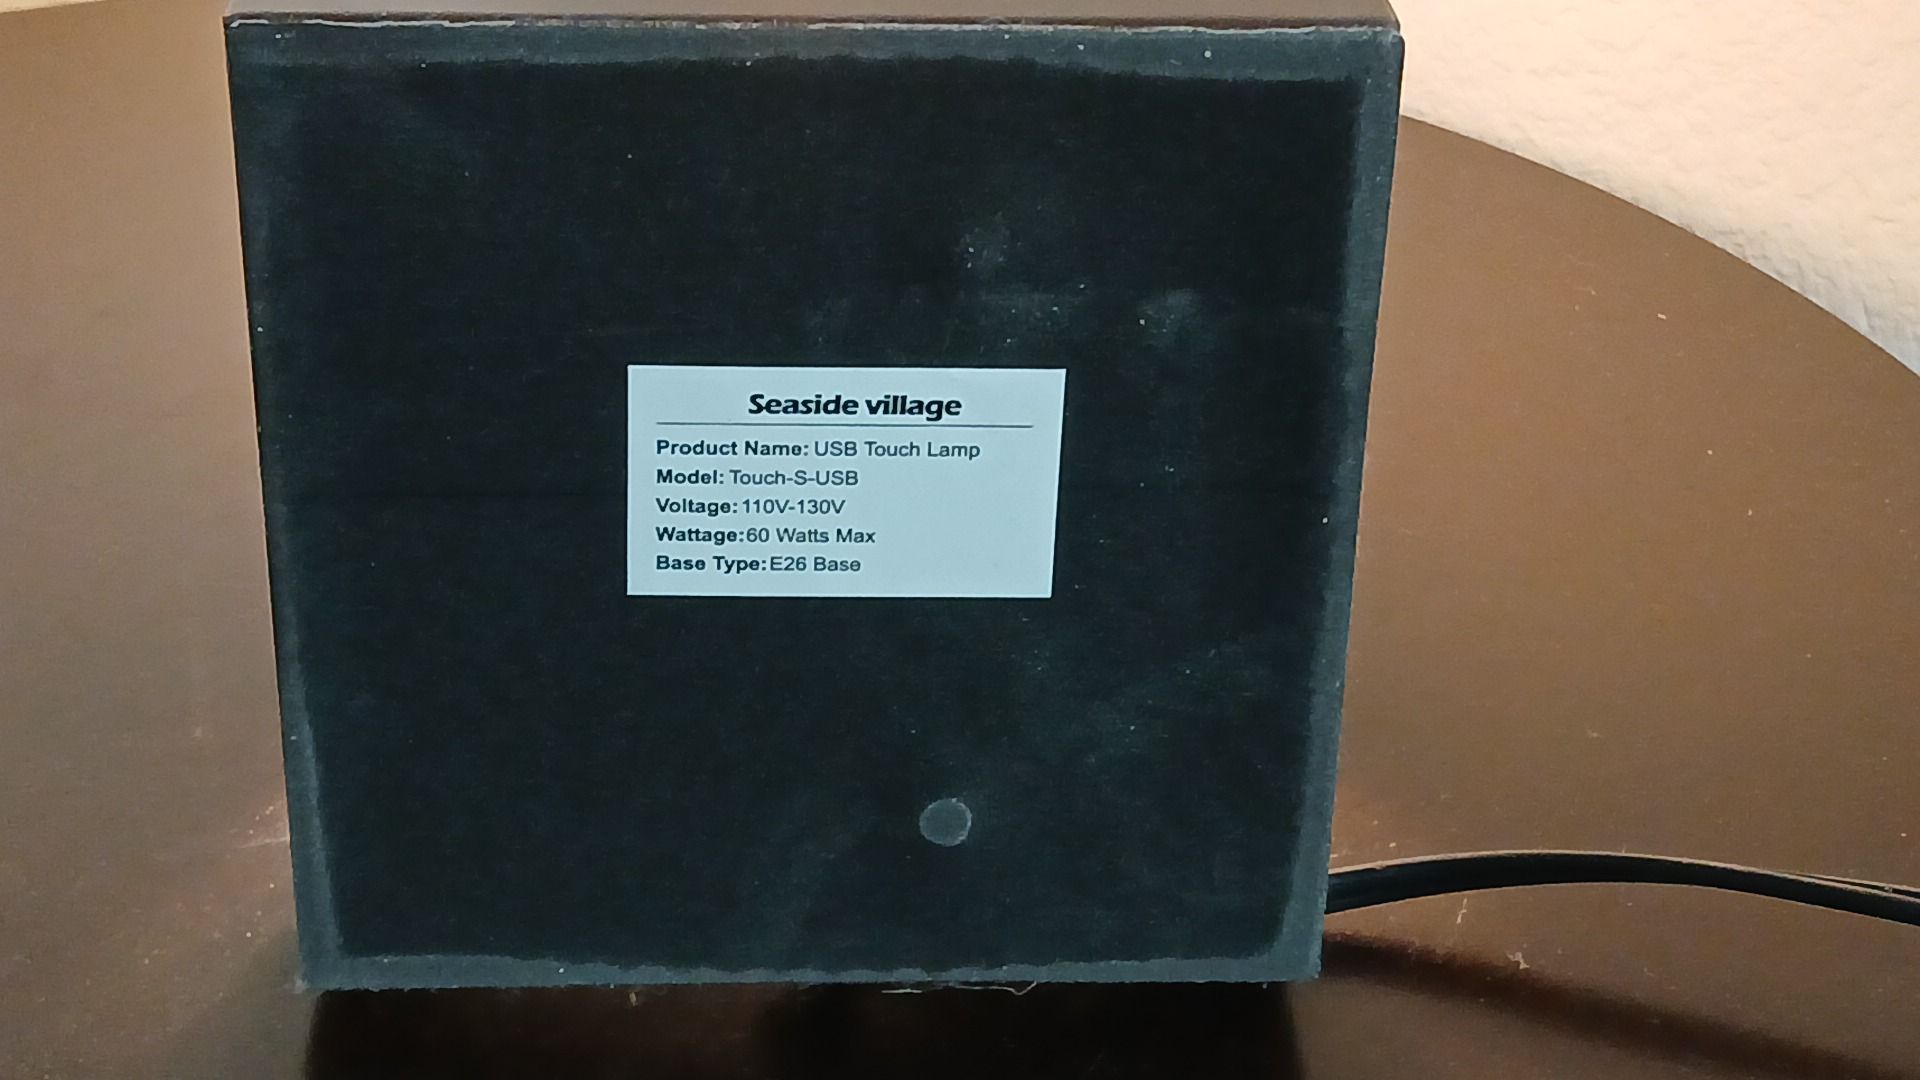 Seaside village
Product Name: USB Touch Lamp
Model: Touch-S-USB
Voltage: 110V-130V
Wattage:60 Watts Max
Base Type:E26 Base